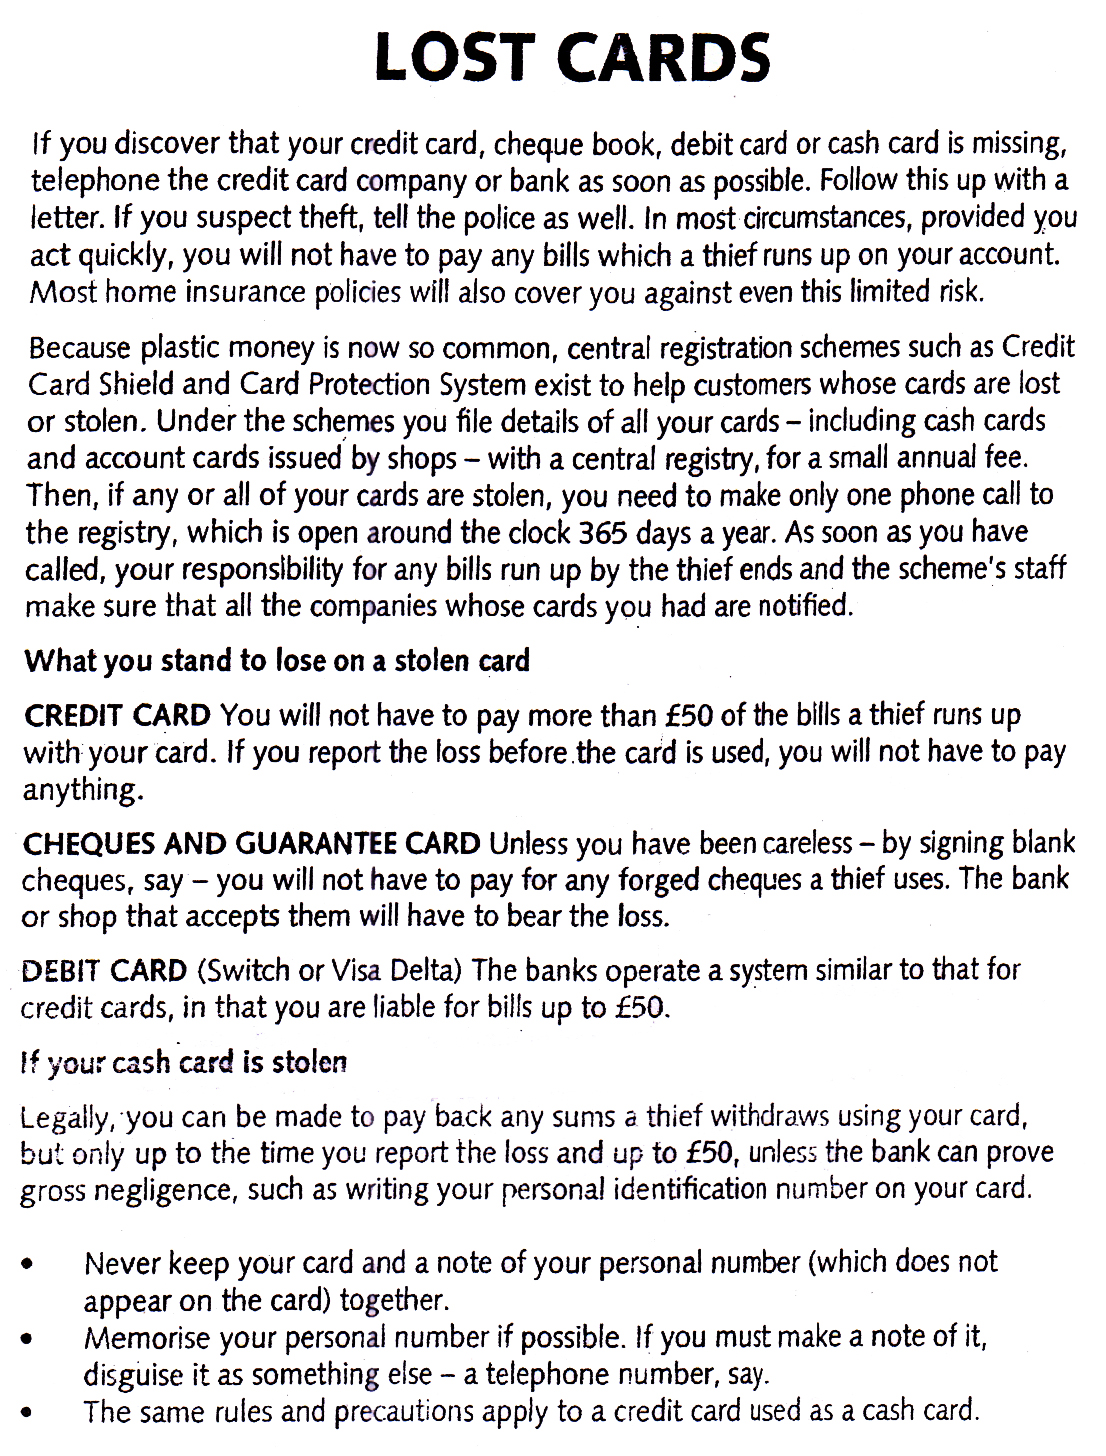 LOST CARDS
If you discover that your credit card, cheque book, debit card or cash card is missing,
telephone the credit card company or bank as soon as possible. Follow this up with a
letter. If you suspect theft, tell the police as well. In most circumstances, provided you
act quickly, you will not have to pay any bills which a thief runs up on your account.
Most home insurance policies will also cover you against even this limited risk.
Because plastic money is now so common, central registration schemes such as Credit
Card Shield and Card Protection System exist to help customers whose cards are lost
or stolen. Under the schemes you file details of all your cards – including cash cards
and account cards issued by shops – with a central registry, for a small annual fee.
Then, if any or all of your cards are stolen, you need to make only one phone call to
the registry, which is open around the clock 365 days a year. As soon as you have
called, your responsibility for any bills run up by the thief ends and the scheme's staff
make sure that all the companies whose cards you had are notified.
What you stand to lose on a stolen card
CREDIT CARD You will not have to pay more than £50 of the bills a thief runs up
with your card. If you report the loss before the card is used, you will not have to pay
anything.
CHEQUES AND GUARANTEE CARD Unless you have been careless – by signing blank
cheques, say – you will not have to pay for any forged cheques a thief uses. The bank
or shop that accepts them will have to bear the loss.
DEBIT CARD (Switch or Visa Delta) The banks operate a system similar to that for
credit cards, in that you are liable for bills up to £50.
If your cash card is stolen
Legally, you can be made to pay back any sums a thief withdraws using your card,
but only up to the time you report the loss and up to £50, unless the bank can prove
gross negligence, such as writing your personal identification number on your card.
• Never keep your card and a note of your personal number (which does not
appear on the card) together.
• Memorise your personal number if possible. If you must make a note of it,
disguise it as something else – a telephone number, say.
• The same rules and precautions apply to a credit card used as a cash card.